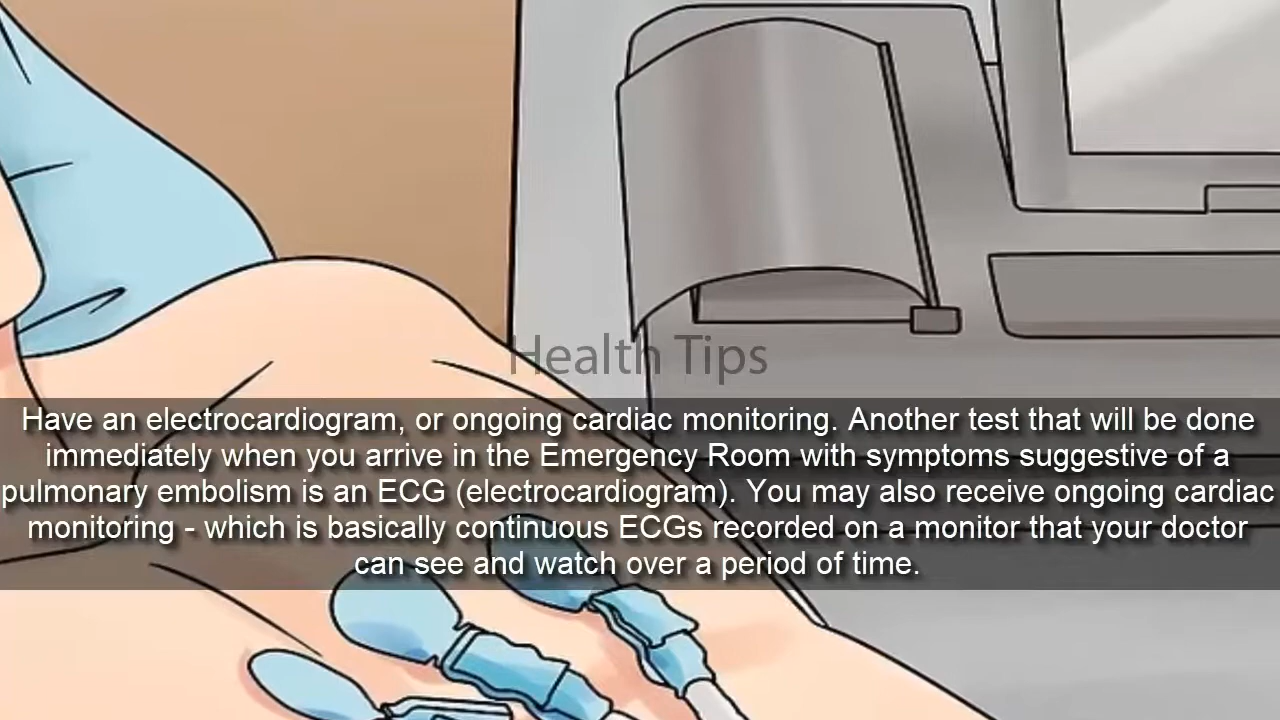 Health Tips
Have an electrocardiogram, or ongoing cardiac monitoring. Another test that will be done
immediately when you arrive in the Emergency Room with symptoms suggestive of a
pulmonary embolism is an ECG (electrocardiogram). You may also receive ongoing cardiac
monitoring - which is basically continuous ECGs recorded on a monitor that your doctor
can see and watch over a period of time.